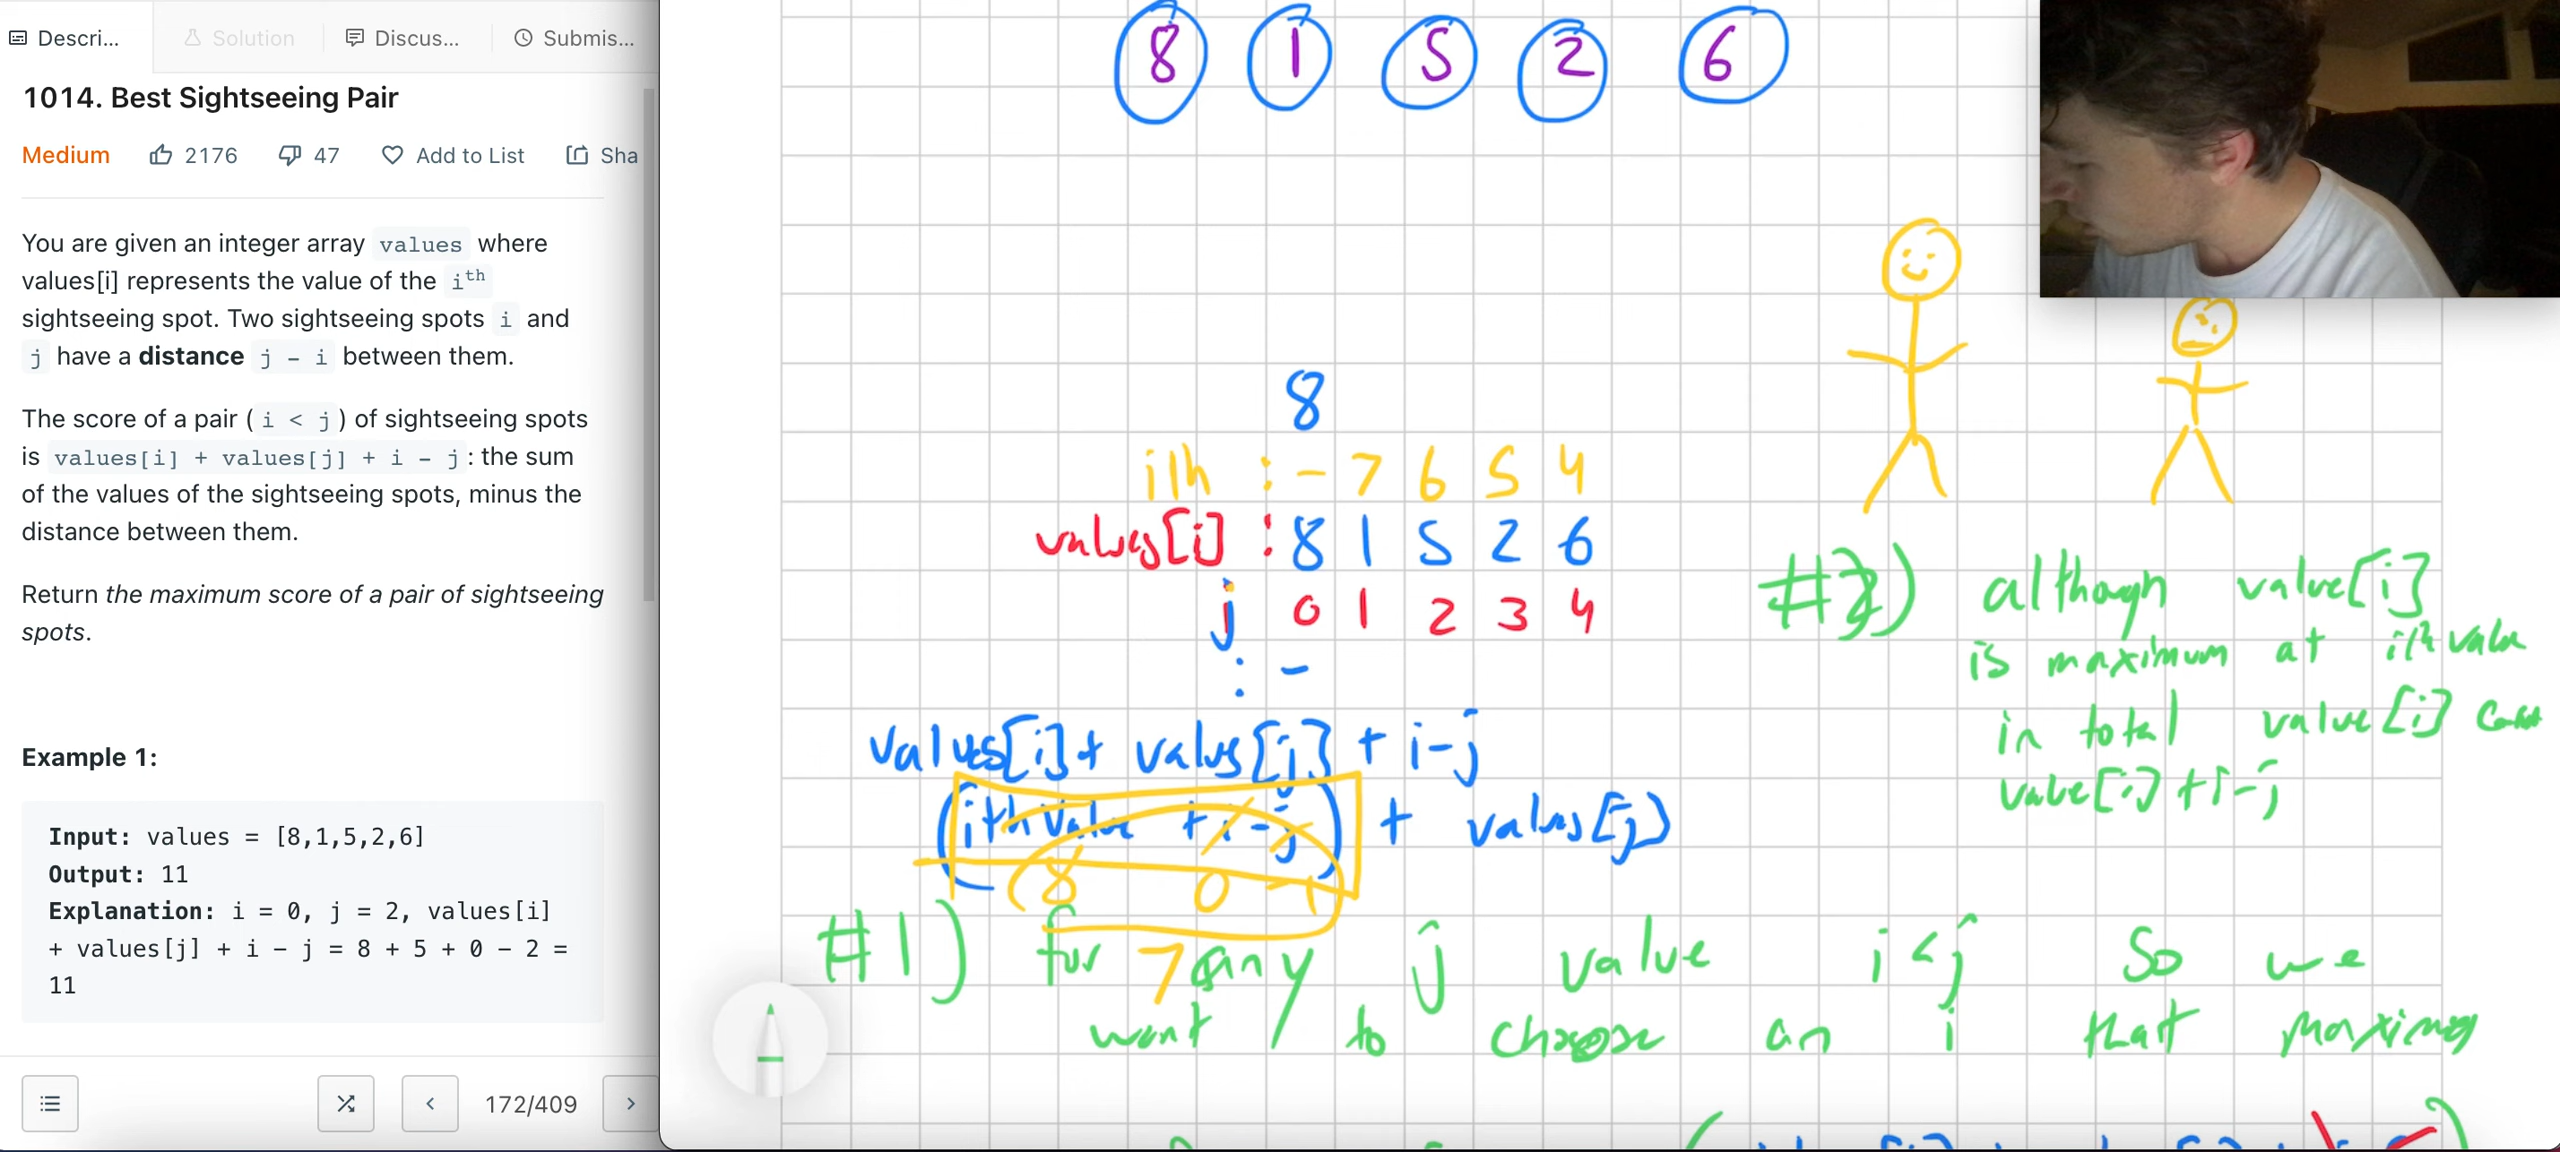 Descri...
Solution
Discus...
Submis...
1014. Best Sightseeing Pair
Medium
2176
47
Add to List
Sha
You are given an integer array values where
values[i] represents the value of the ith
sightseeing spot. Two sightseeing spots i and
j have a distance j - i between them.
The score of a pair (i < j) of sightseeing spots
is values[i] + values[j] + i - j: the sum
of the values of the sightseeing spots, minus the
distance between them.
Return the maximum score of a pair of sightseeing
spots.
Example 1:
Input: values = [8,1,5,2,6]
Output: 11
Explanation: i = 0, j = 2, values[i]
+ values[j] + i - j = 8 + 5 + 0 - 2 =
11
172/409
8 1 5 2 6
8
ith : - 7 6 5 4
values[i] : 8 1 5 2 6
j 0 1 2 3 4
: -
values[i] + values[j] + i - j
(ith value + i - j) + values[j]
(8 0 -1
7
#1) for any j value i < j so we
want to choose an i that
#2) although value[i]
is maximum at ith value
in total value[i]
value[i] + i - j